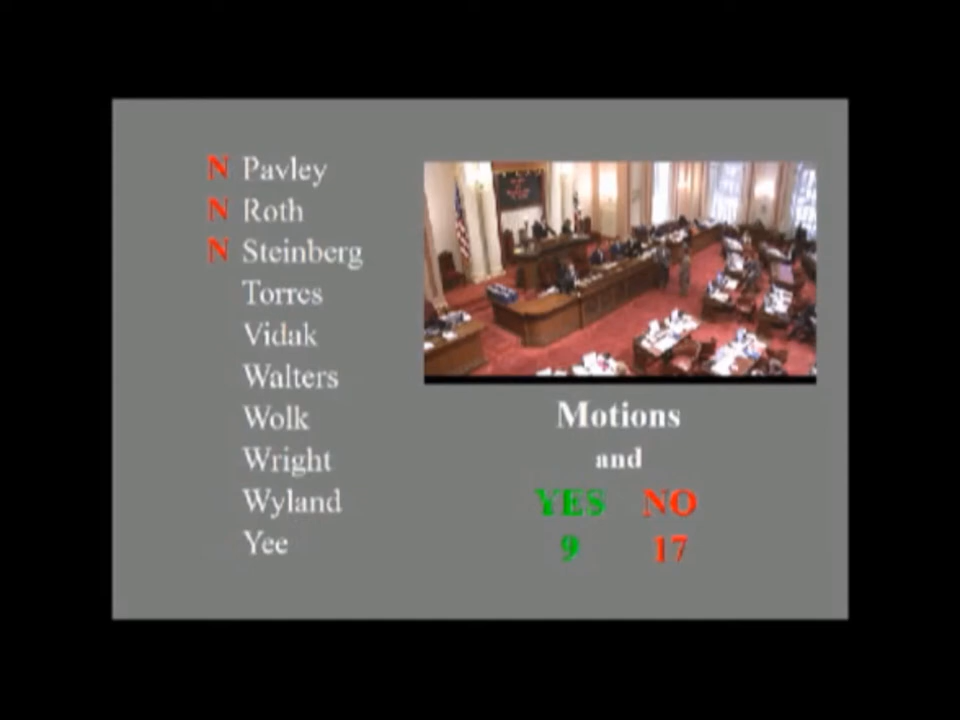 N Pavley
N Roth
N Steinberg
Torres
Vidak
Walters
Wolk
Wright
Wyland
Yee
Motions
and
YES NO
9 17